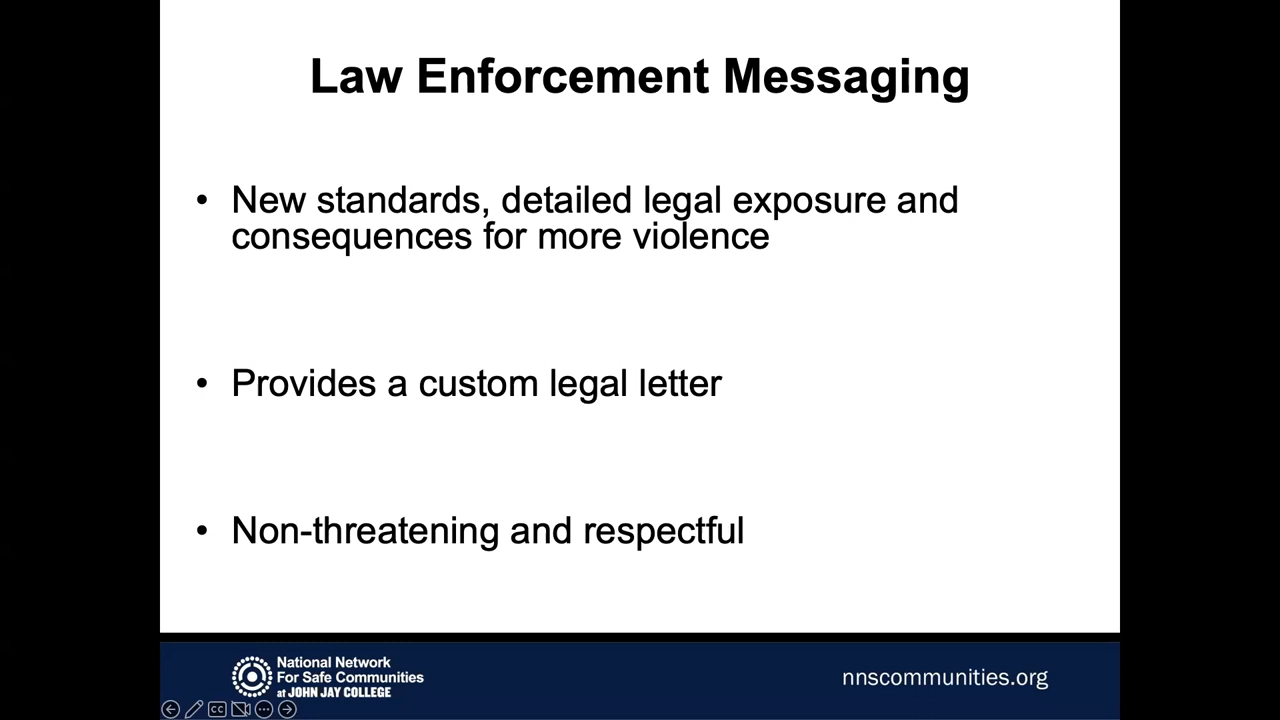 Law Enforcement Messaging
• New standards, detailed legal exposure and
consequences for more violence
• Provides a custom legal letter
• Non-threatening and respectful
National Network
For Safe Communities
at JOHN JAY COLLEGE
nnscommunities.org
CC